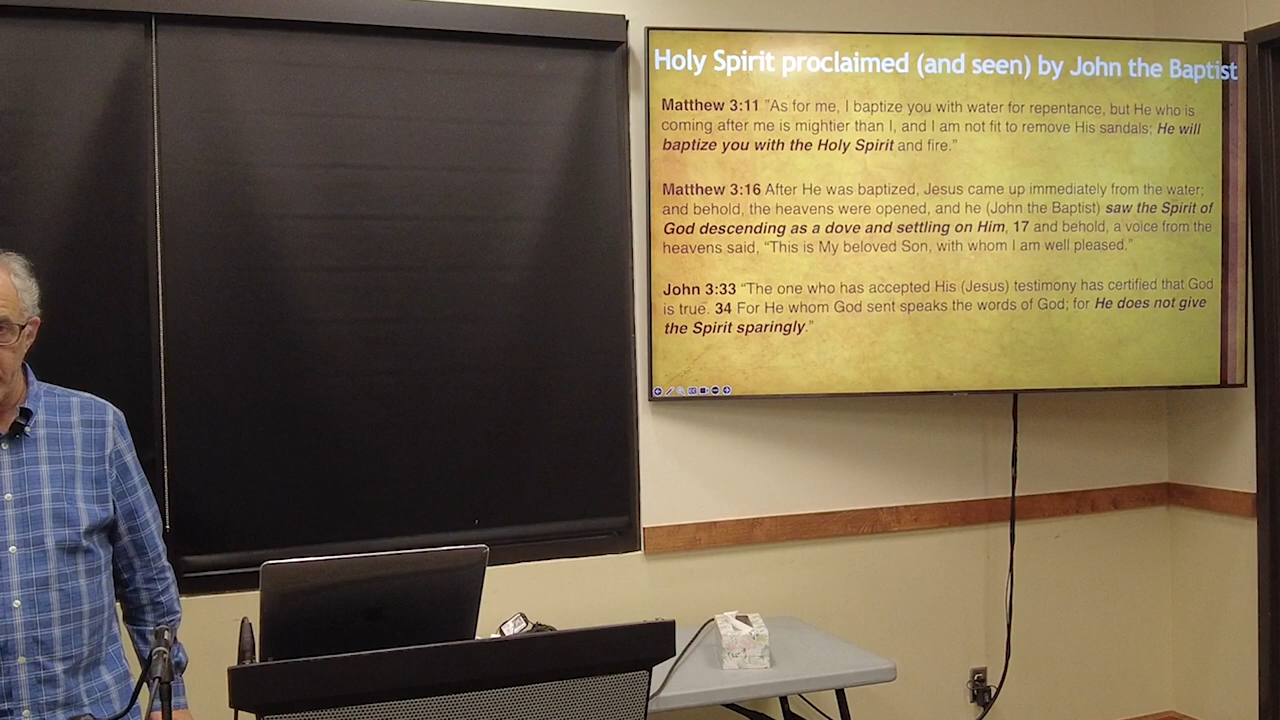 Holy Spirit proclaimed (and seen) by John the Baptist
Matthew 3:11 "As for me, I baptize you with water for repentance, but He who is
coming after me is mightier than I, and I am not fit to remove His sandals; He will
baptize you with the Holy Spirit and fire."
Matthew 3:16 After He was baptized, Jesus came up immediately from the water;
and behold, the heavens were opened, and he (John the Baptist) saw the Spirit of
God descending as a dove and settling on Him, 17 and behold, a voice from the
heavens said, "This is My beloved Son, with whom I am well pleased."
John 3:33 "The one who has accepted His (Jesus) testimony has certified that God
is true. 34 For He whom God sent speaks the words of God; for He does not give
the Spirit sparingly."